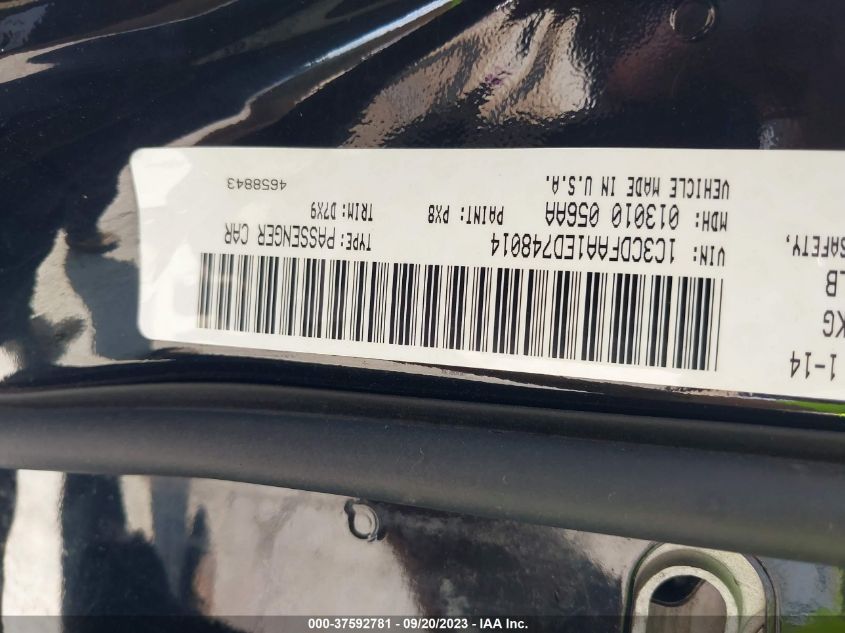 1-14
KG
LB
SAFETY,
VIN: 1C3CDFAA1ED748014 TYPE: PASSENGER CAR
MDH: 013010 056AA PAINT: PX8 TRIM: D7X9
VEHICLE MADE IN U.S.A. 4658843
000-37592781 - 09/20/2023 - IAA Inc.